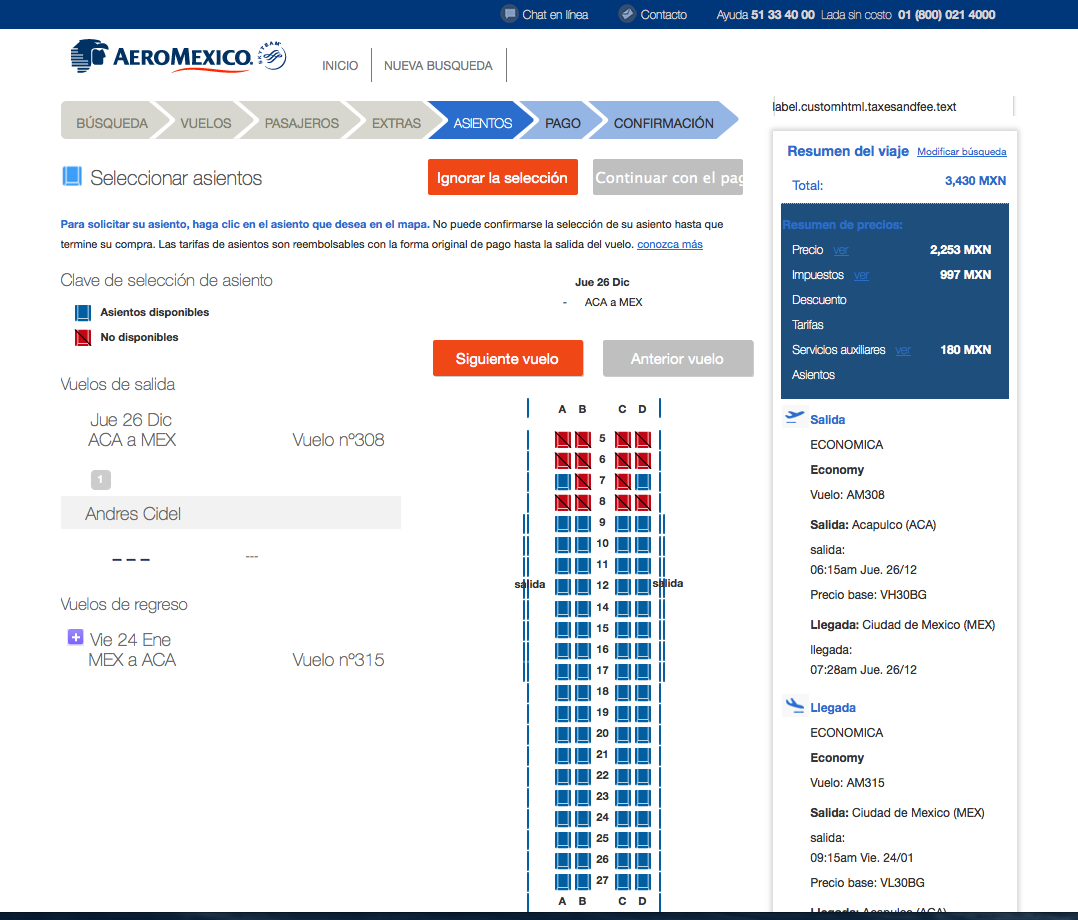 Chat en línea Contacto Ayuda 51 33 40 00 Lada sin costo 01 (800) 021 4000
AEROMEXICO. SKYTEAM INICIO NUEVA BUSQUEDA
BÚSQUEDA VUELOS PASAJEROS EXTRAS ASIENTOS PAGO CONFIRMACIÓN
Seleccionar asientos
Ignorar la selección Continuar con el pag
Para solicitar su asiento, haga clic en el asiento que desea en el mapa. No puede confirmarse la selección de su asiento hasta que
termine su compra. Las tarifas de asientos son reembolsables con la forma original de pago hasta la salida del vuelo. conozca más
Clave de selección de asiento
Asientos disponibles
No disponibles
Vuelos de salida
Jue 26 Dic
ACA a MEX Vuelo nº308
1
Andres Cidel
--- ---
Vuelos de regreso
+ Vie 24 Ene
MEX a ACA Vuelo nº315
Jue 26 Dic
- ACA a MEX
Siguiente vuelo Anterior vuelo
A B C D
5
6
7
8
9
10
11
salida 12 salida
14
15
16
17
18
19
20
21
22
23
24
25
26
27
A B C D
label.customhtml.taxesandfee.text
Resumen del viaje Modificar búsqueda
Total: 3,430 MXN
Resumen de precios:
Precio ver 2,253 MXN
Impuestos ver 997 MXN
Descuento
Tarifas
Servicios auxiliares ver 180 MXN
Asientos
Salida
ECONOMICA
Economy
Vuelo: AM308
Salida: Acapulco (ACA)
salida:
06:15am Jue. 26/12
Precio base: VH30BG
Llegada: Ciudad de Mexico (MEX)
llegada:
07:28am Jue. 26/12
Llegada
ECONOMICA
Economy
Vuelo: AM315
Salida: Ciudad de Mexico (MEX)
salida:
09:15am Vie. 24/01
Precio base: VL30BG
Llegada: Acapulco (ACA)